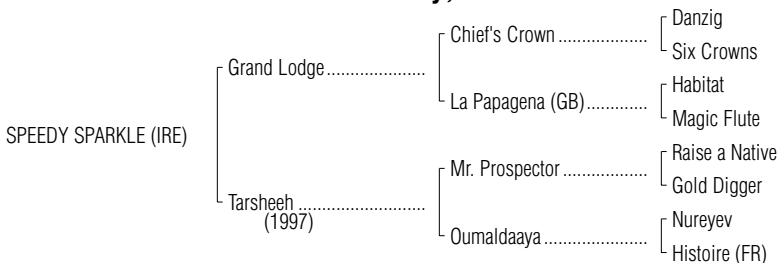 Danzig
Chief's Crown ....................
Six Crowns
Grand Lodge......................
Habitat
La Papagena (GB)..............
Magic Flute
SPEEDY SPARKLE (IRE)
Raise a Native
Mr. Prospector ...................
Gold Digger
Tarsheeh ............................
(1997)
Nureyev
Oumaldaaya.......................
Histoire (FR)